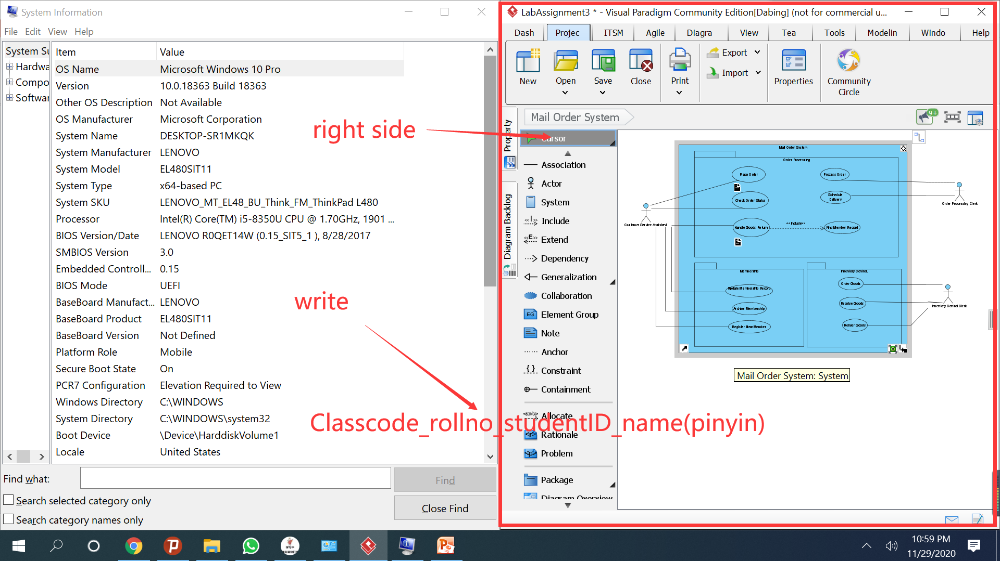 System Information
File Edit View Help
System Su
Hardwa
Compo
Softwar
Item Value
OS Name Microsoft Windows 10 Pro
Version 10.0.18363 Build 18363
Other OS Description Not Available
OS Manufacturer Microsoft Corporation
System Name DESKTOP-SR1MKQK
System Manufacturer LENOVO
System Model EL480SIT11
System Type x64-based PC
System SKU LENOVO_MT_EL48_BU_Think_FM_ThinkPad L480
Processor Intel(R) Core(TM) i5-8350U CPU @ 1.70GHz, 1901 ...
BIOS Version/Date LENOVO R0QET14W (0.15_SIT5_1 ), 8/28/2017
SMBIOS Version 3.0
Embedded Controll... 0.15
BIOS Mode UEFI
BaseBoard Manufact... LENOVO
BaseBoard Product EL480SIT11
BaseBoard Version Not Defined
Platform Role Mobile
Secure Boot State On
PCR7 Configuration Elevation Required to View
Windows Directory C:\WINDOWS
System Directory C:\WINDOWS\system32
Boot Device \Device\HarddiskVolume1
Locale United States
Find what:
Find
Search selected category only
Close Find
Search category names only
right side
write
Classcode_rollno_studentID_name(pinyin)
LabAssignment3 * - Visual Paradigm Community Edition[Dabing] (not for commercial u...
Dash Projec ITSM Agile Diagra View Tea Tools Modelin Windo Help
New Open Save Close Print Export Import Properties Community Circle
Mail Order System
9+
Property
Diagram Backlog
Cursor
Association
Actor
System
Include
Extend
Dependency
Generalization
Collaboration
Element Group
Note
Anchor
Constraint
Containment
Allocate
Rationale
Problem
Package
Diagram Overview
Mail Order System
Order Processing
Place Order
Process Order
Check Order Status
Schedule Delivery
Handle Goods Return
<<Include>>
Find Member Record
Customer Service Assistant
Order Processing Clerk
Membership
Update Membership Record
Archive Membership
Register New Member
Inventory Control.
Order Goods
Receive Goods
Deliver Goods
Inventory Control Clerk
Mail Order System: System
10:59 PM
11/29/2020